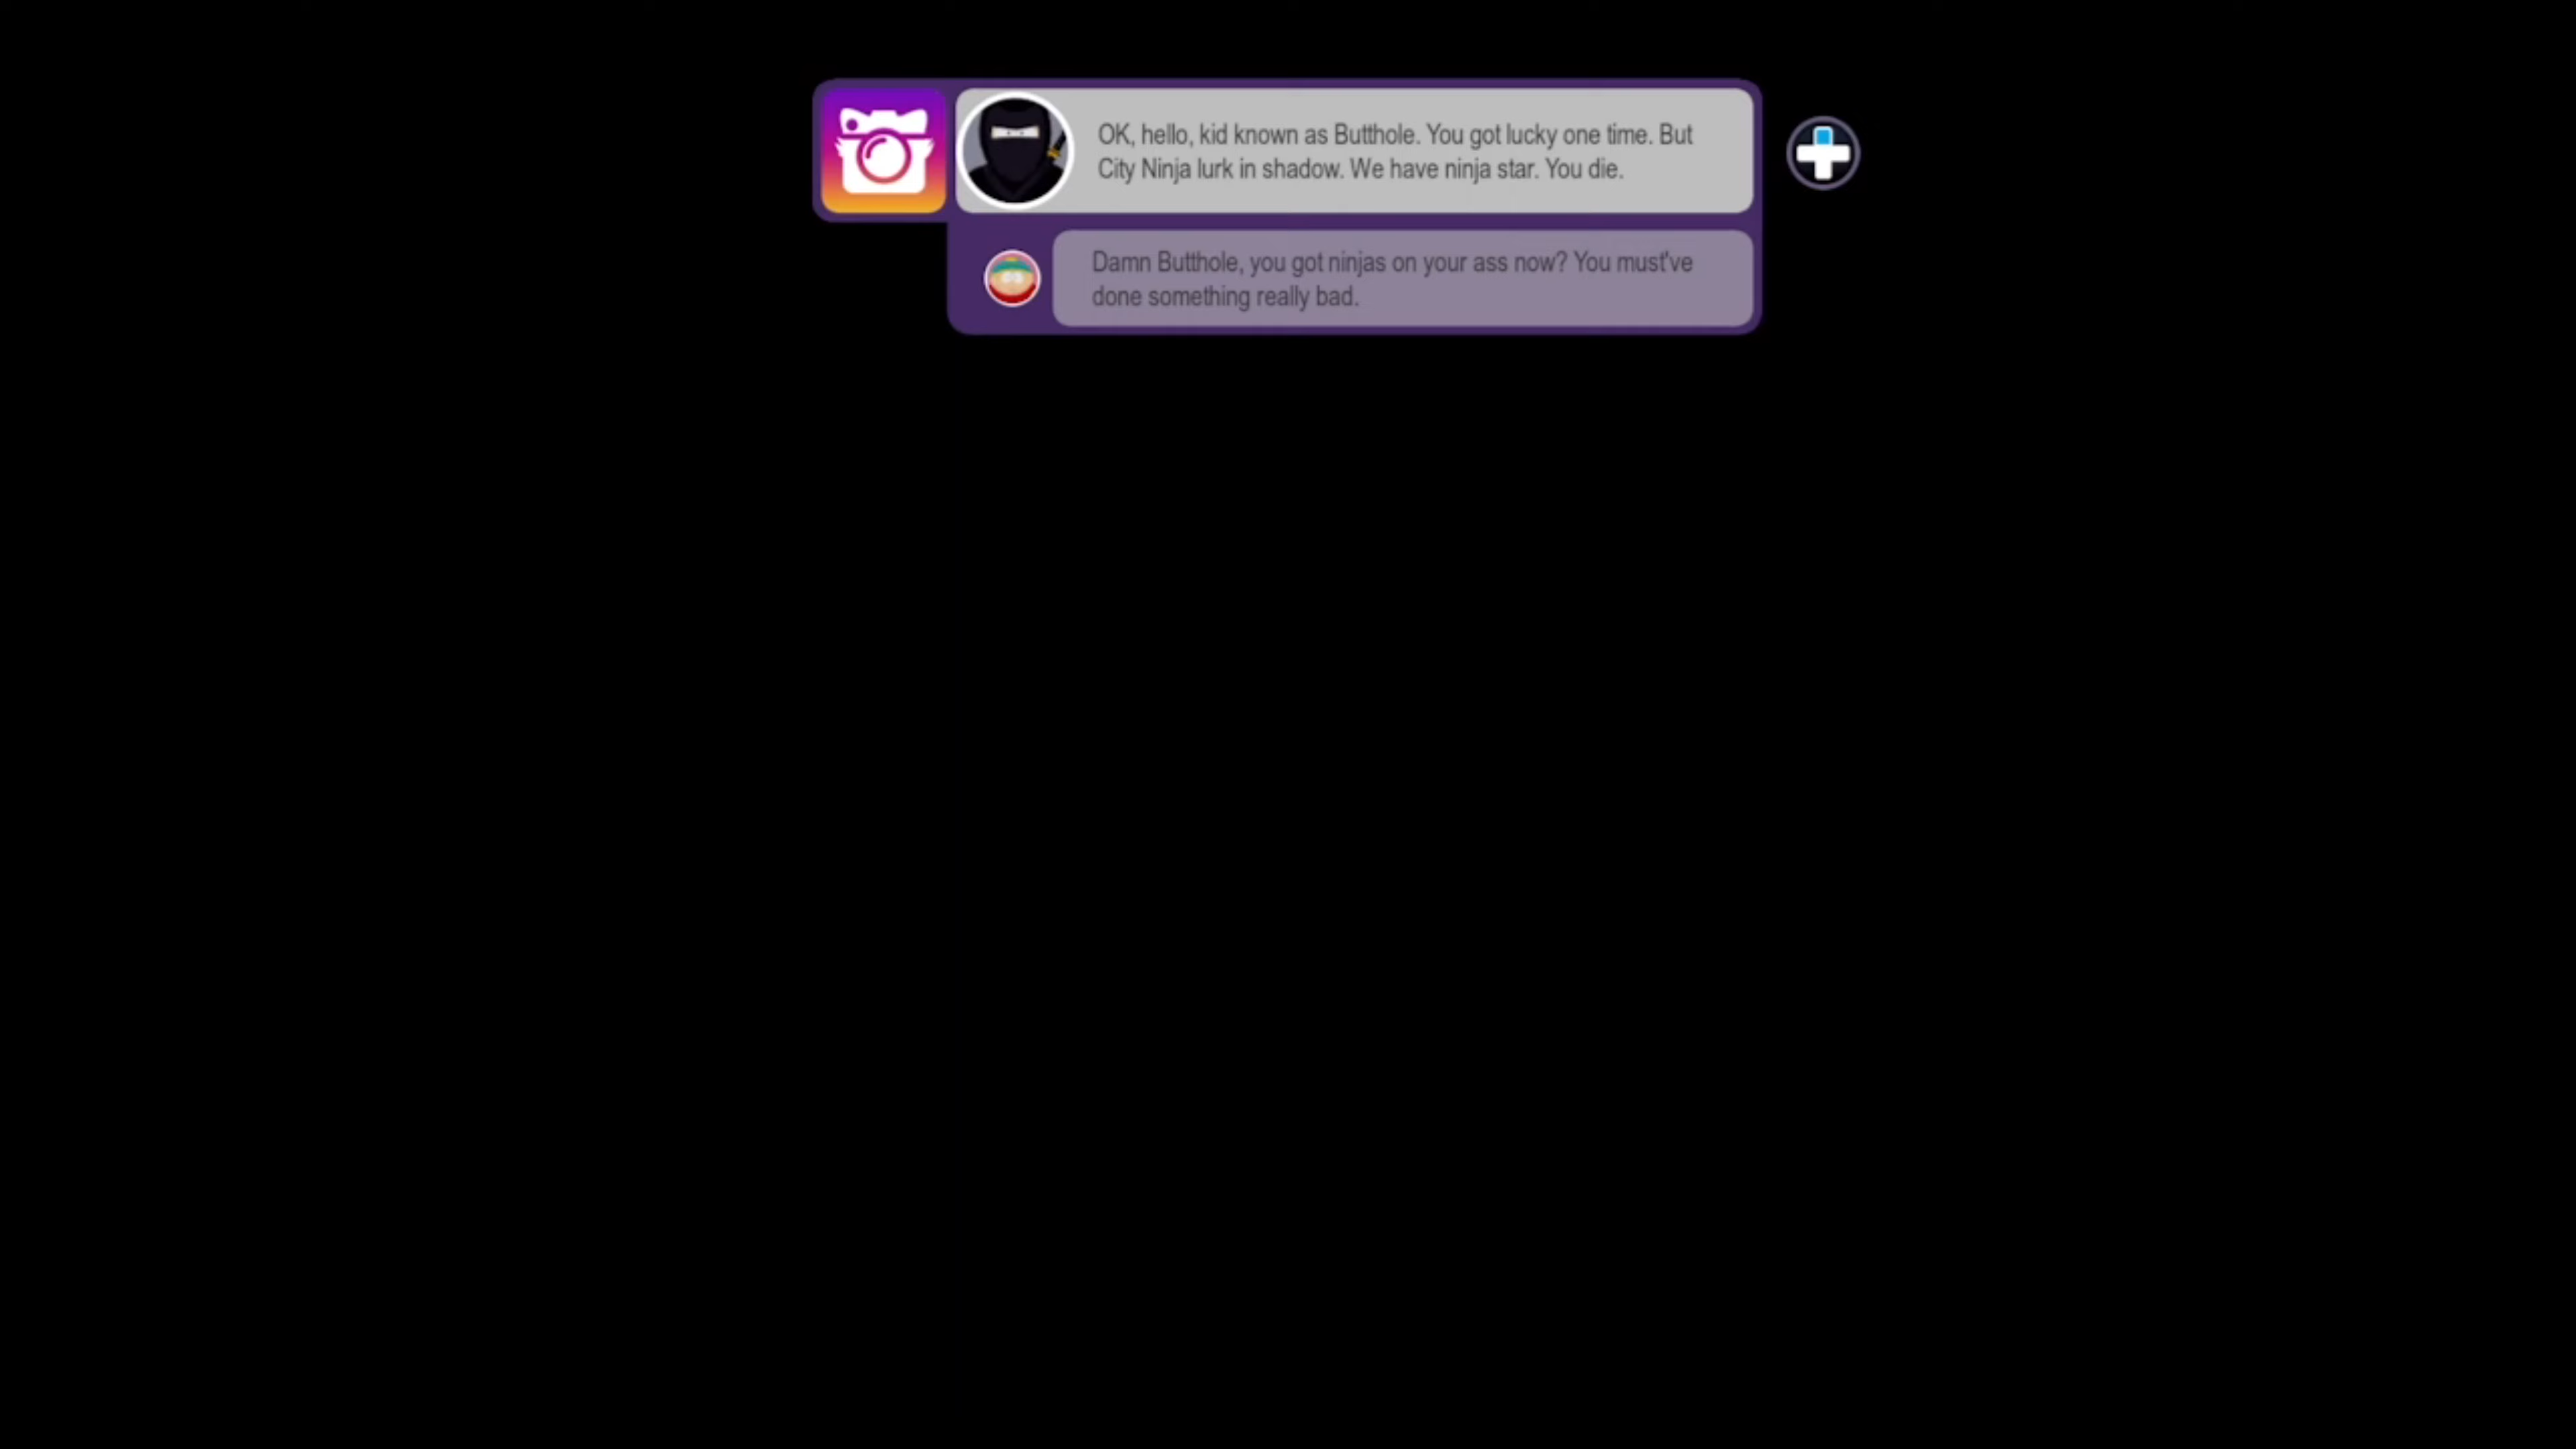 OK, hello, kid known as Butthole. You got lucky one time. But
City Ninja lurk in shadow. We have ninja star. You die.
Damn Butthole, you got ninjas on your ass now? You must've
done something really bad.